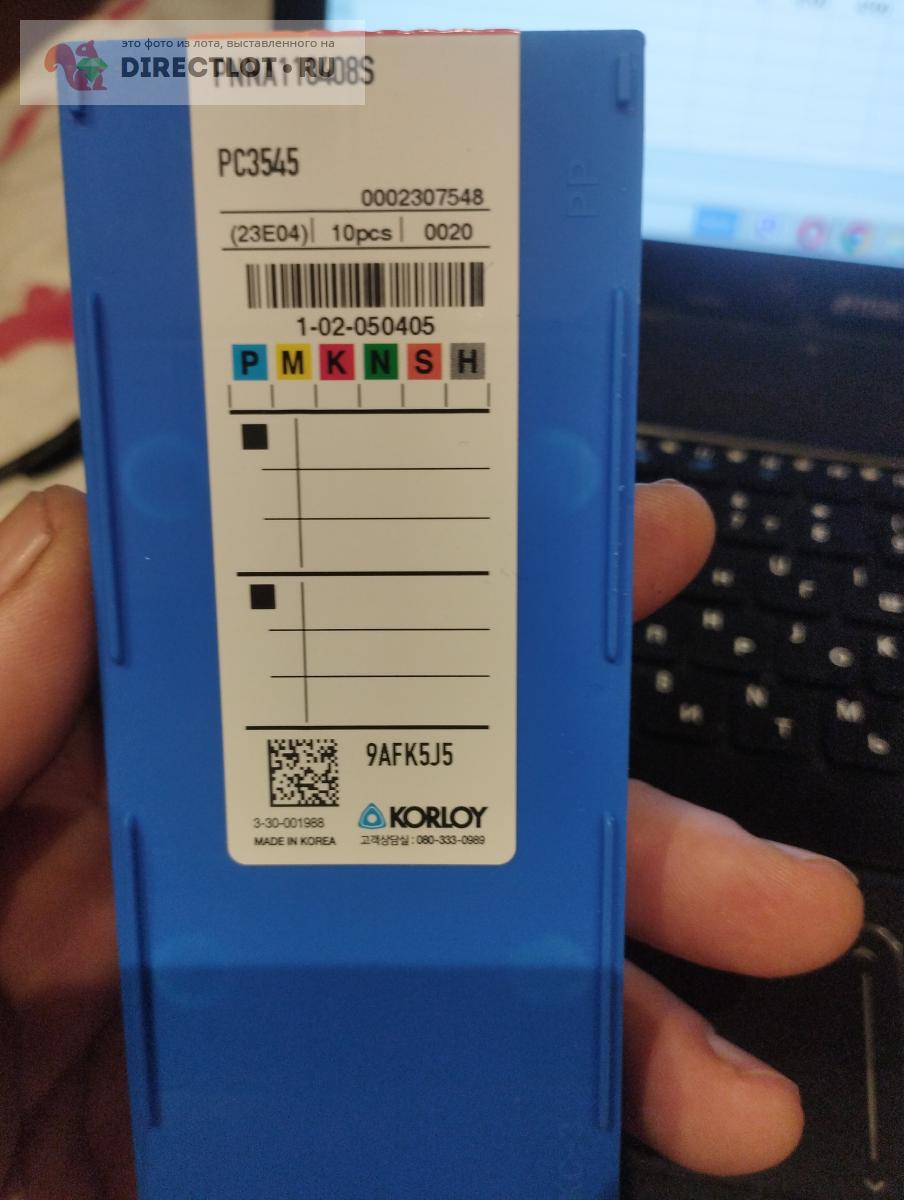 это фото из лота, выставленного на
DIRECTLOT·RU
PC3545
0002307548
(23E04) 10pcs 0020
1-02-050405
P M K N S H
9AFK5J5
3-30-001988
KORLOY
MADE IN KOREA
고객상담실 : 080-333-0989
PP